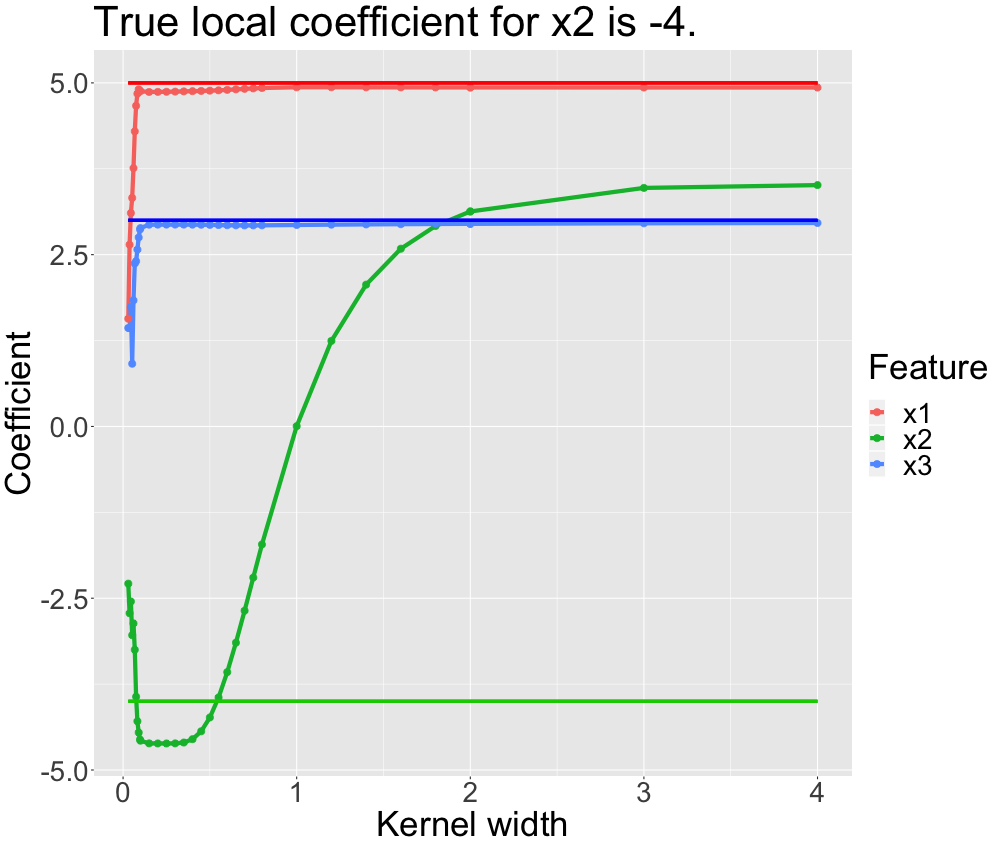 True local coefficient for x2 is -4.
Coefficient
5.0
2.5
0.0
-2.5
-5.0
0 1 2 3 4
Kernel width
Feature
x1
x2
x3